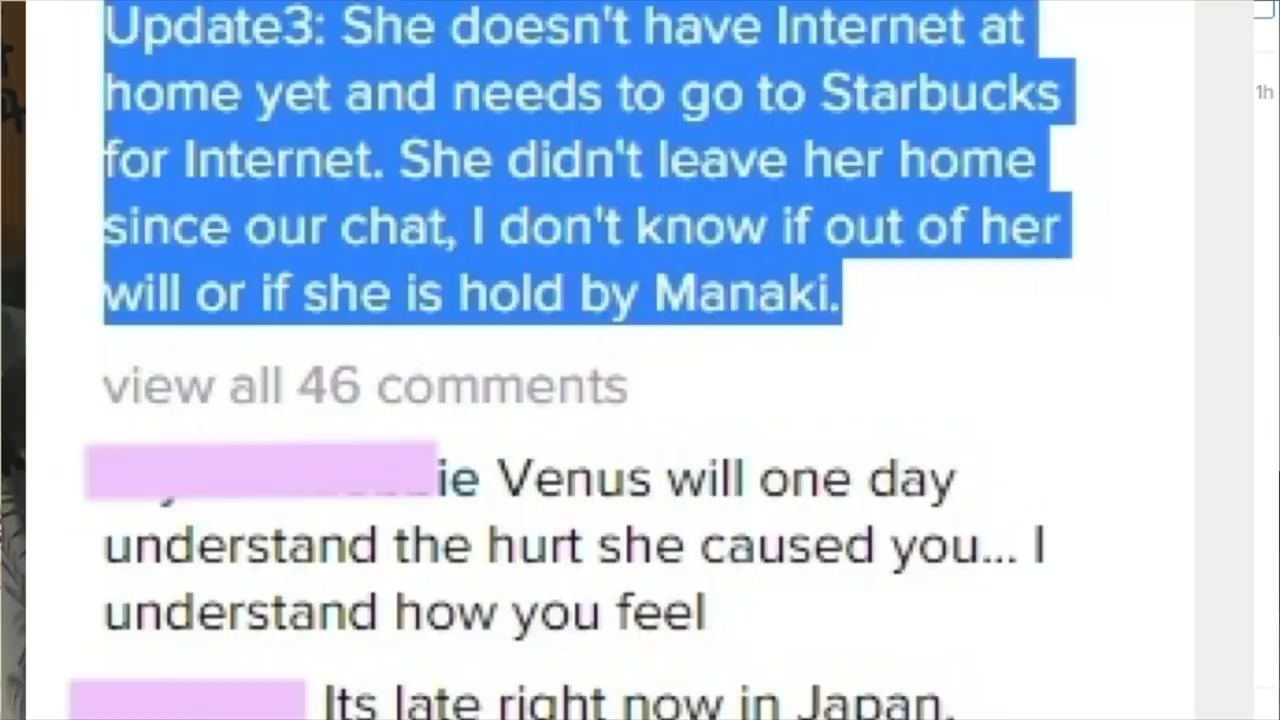 Update3: She doesn't have Internet at
home yet and needs to go to Starbucks
for Internet. She didn't leave her home
since our chat, I don't know if out of her
will or if she is hold by Manaki.
view all 46 comments
ie Venus will one day
understand the hurt she caused you... I
understand how you feel
Its late right now in Japan.
1h